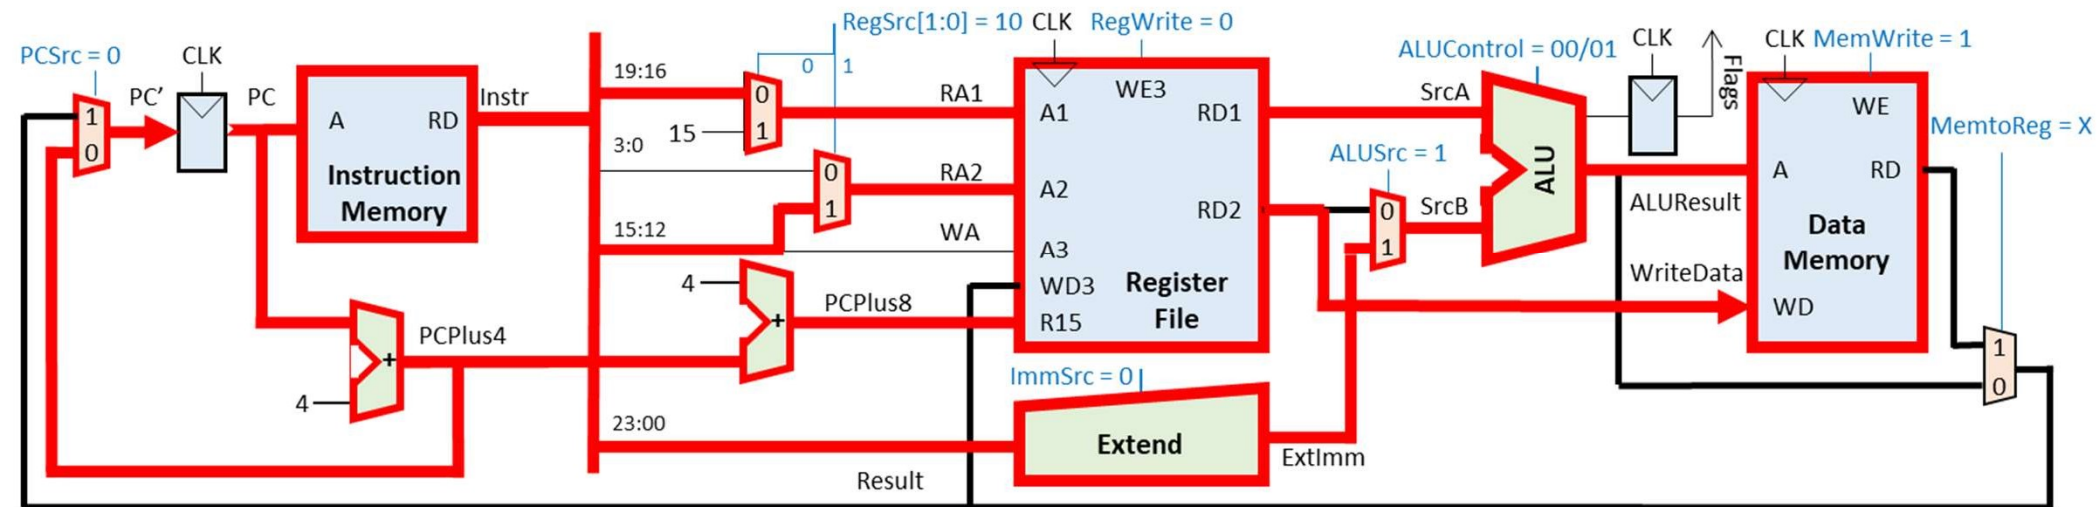 PCSrc = 0
CLK
PC’
PC
1
0
A
RD
Instruction
Memory
Instr
PCPlus4
+
4
RegSrc[1:0] = 10
0
1
19:16
15
0
1
3:0
0
1
15:12
RA1
RA2
WA
4
+
PCPlus8
23:00
Result
CLK
RegWrite = 0
WE3
A1
RD1
A2
RD2
A3
WD3
R15
Register
File
ImmSrc = 0
Extend
ExtImm
ALUControl = 00/01
SrcA
ALUSrc = 1
0
1
SrcB
ALU
CLK
Flags
ALUResult
WriteData
CLK
MemWrite = 1
WE
A
RD
Data
Memory
WD
MemtoReg = X
1
0